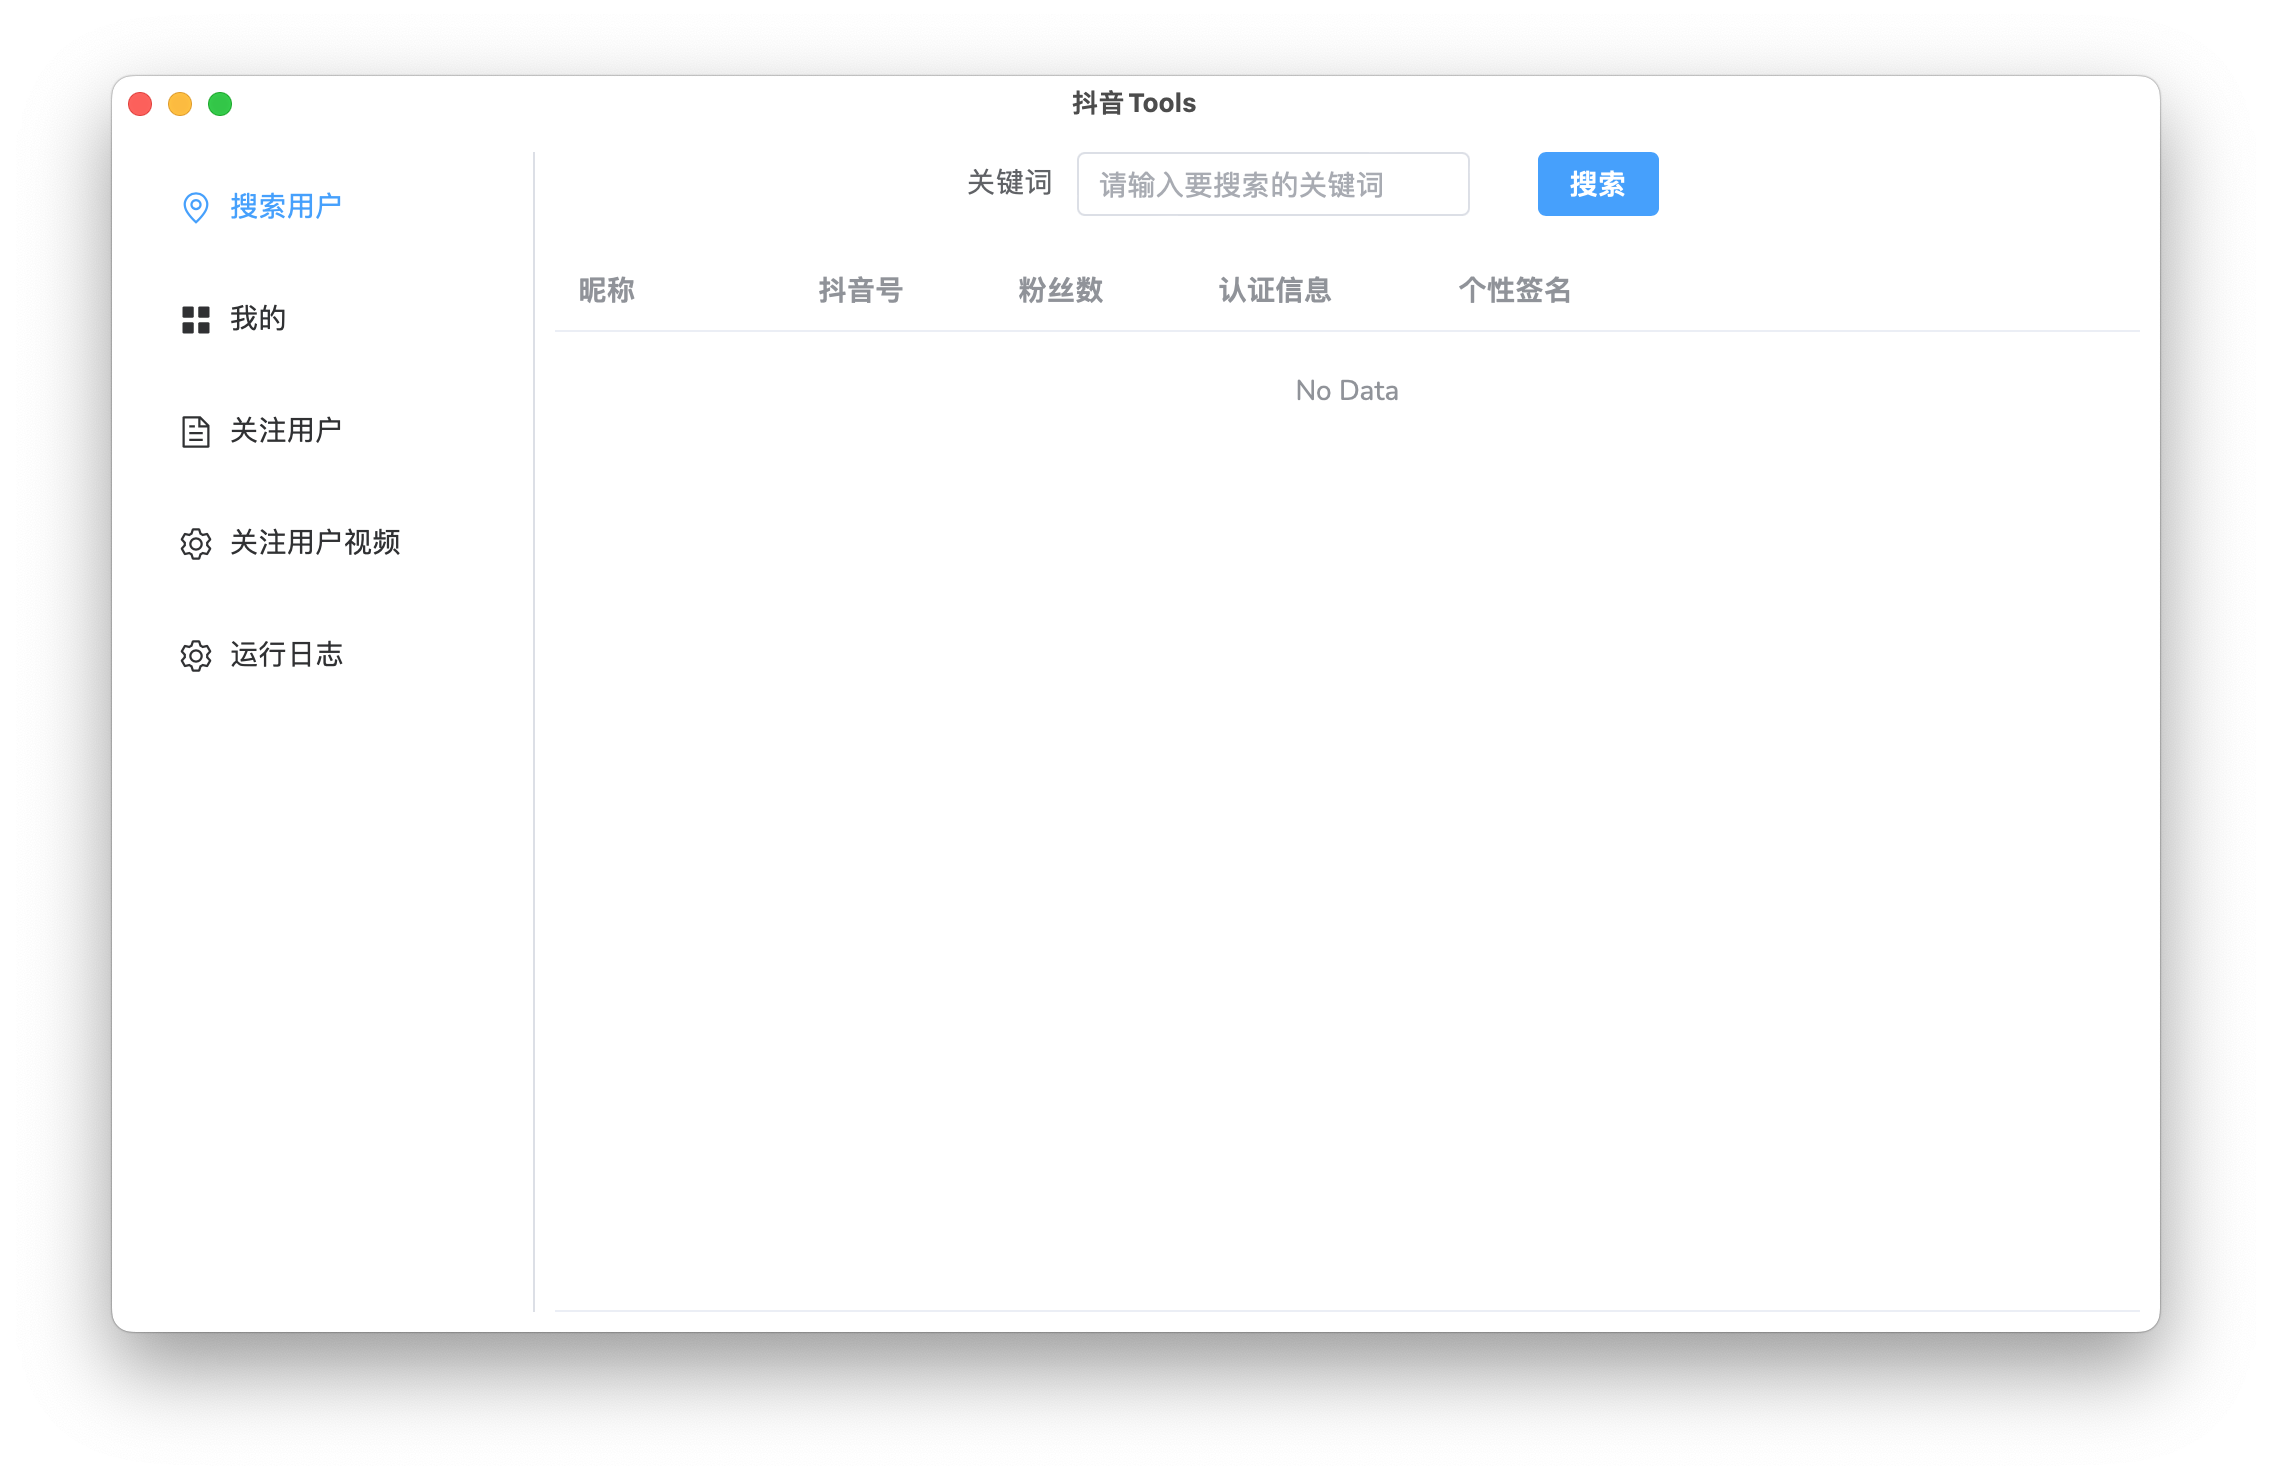 抖音 Tools
搜索用户
我的
关注用户
关注用户视频
运行日志
关键词 请输入要搜索的关键词 搜索
昵称 抖音号 粉丝数 认证信息 个性签名
No Data